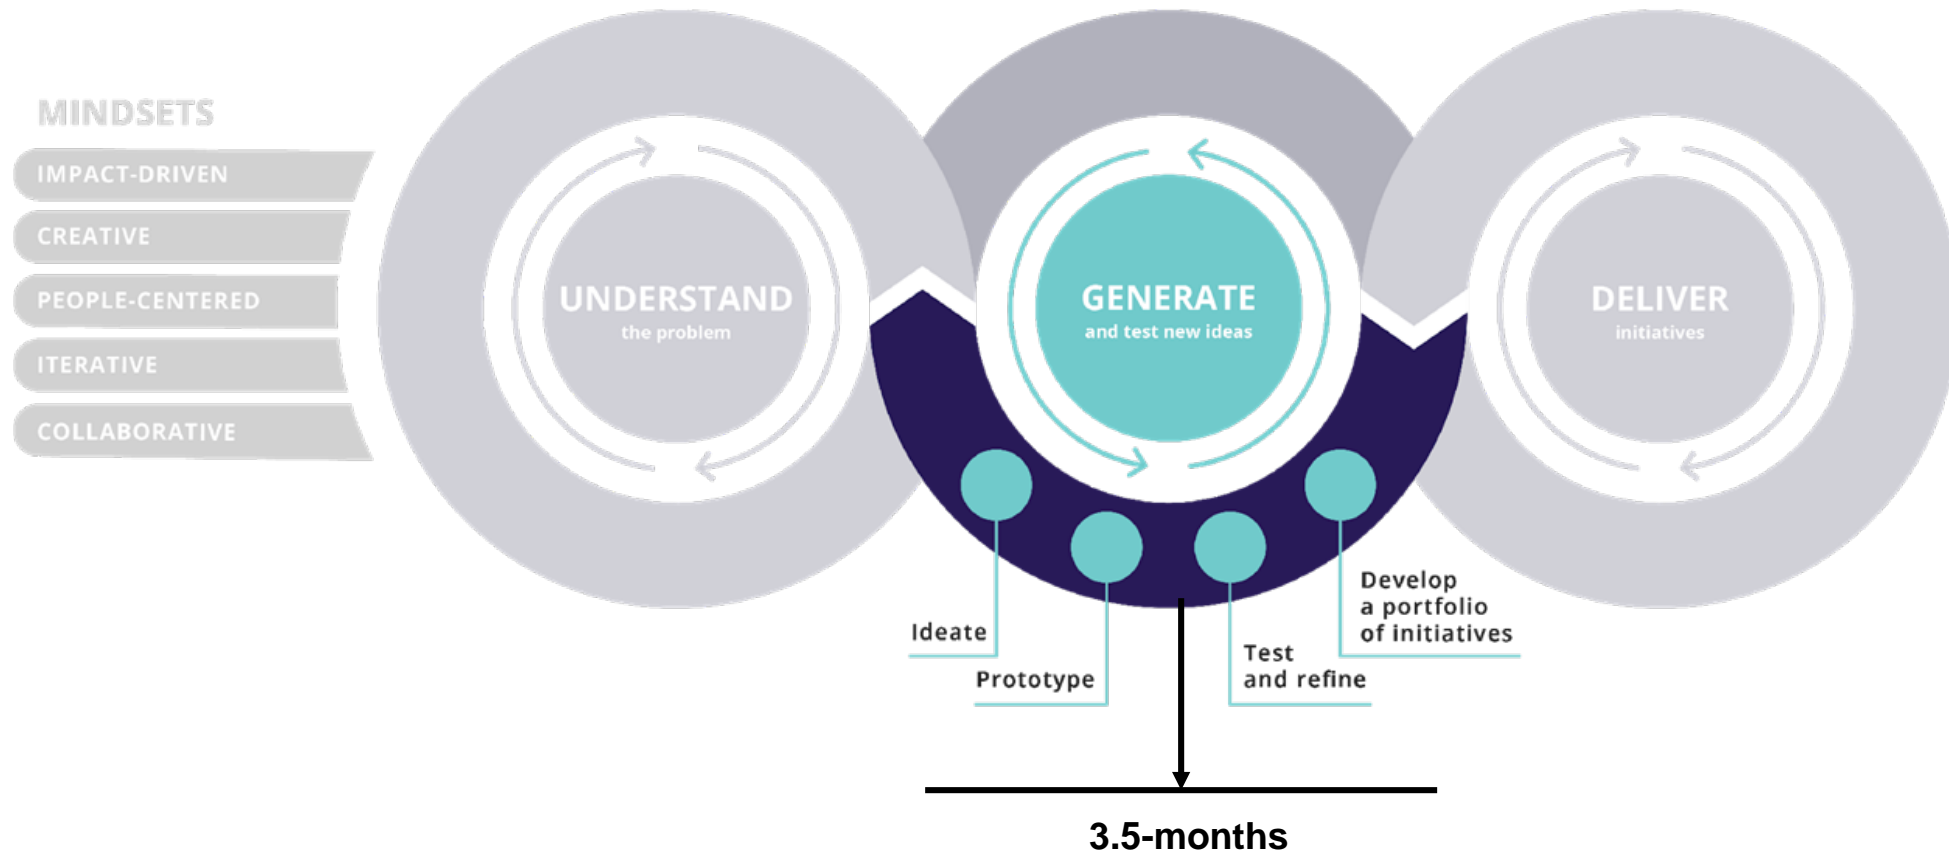 MINDSETS
IMPACT-DRIVEN
CREATIVE
PEOPLE-CENTERED
ITERATIVE
COLLABORATIVE
UNDERSTAND
the problem
GENERATE
and test new ideas
DELIVER
initiatives
Ideate
Prototype
Test
and refine
Develop
a portfolio
of initiatives
3.5-months